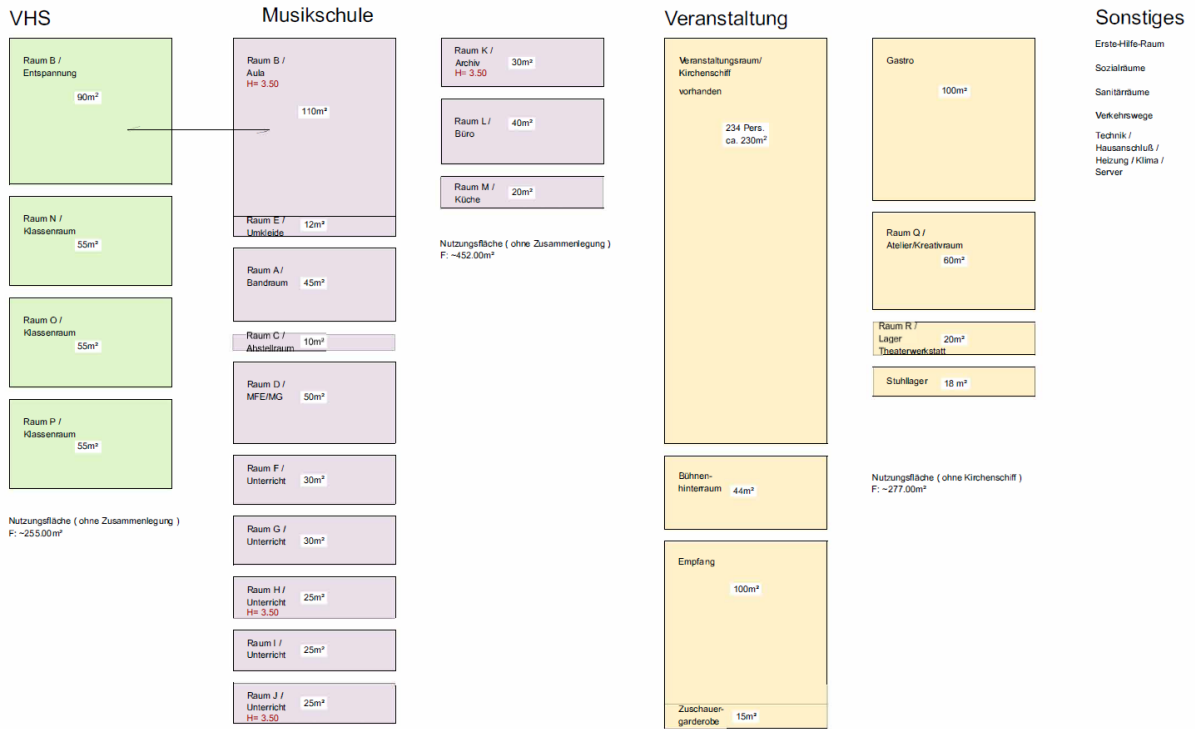 VHS
Raum B /
Entspannung
90m²
Raum N /
Klassenraum
55m²
Raum O /
Klassenraum
55m²
Raum P /
Klassenraum
55m²
Nutzungsfläche ( ohne Zusammenlegung )
F: ~255.00m²
Musikschule
Raum B /
Aula
H= 3.50
110m²
Raum E /
Umkleide
12m²
Raum A /
Bandraum
45m²
Raum C /
Abstellraum
10m²
Raum D /
MFE/MG
50m²
Raum F /
Unterricht
30m²
Raum G /
Unterricht
30m²
Raum H /
Unterricht
H= 3.50
25m²
Raum I /
Unterricht
25m²
Raum J /
Unterricht
H= 3.50
25m²
Raum K /
Archiv
H= 3.50
30m²
Raum L /
Büro
40m²
Raum M /
Küche
20m²
Nutzungsfläche ( ohne Zusammenlegung )
F: ~452.00m²
Veranstaltung
Veranstaltungsraum/
Kirchenschiff
vorhanden
234 Pers.
ca. 230m²
Bühnen-
hinterraum
44m²
Empfang
100m²
Zuschauer-
garderobe
15m²
Gastro
100m²
Raum Q /
Atelier/Kreativraum
60m²
Raum R /
Lager
Theaterwerkstatt
20m²
Stuhllager
18 m²
Nutzungsfläche ( ohne Kirchenschiff )
F: ~277.00m²
Sonstiges
Erste-Hilfe-Raum
Sozialräume
Sanitärräume
Verkehrswege
Technik /
Hausanschluß /
Heizung / Klima /
Server